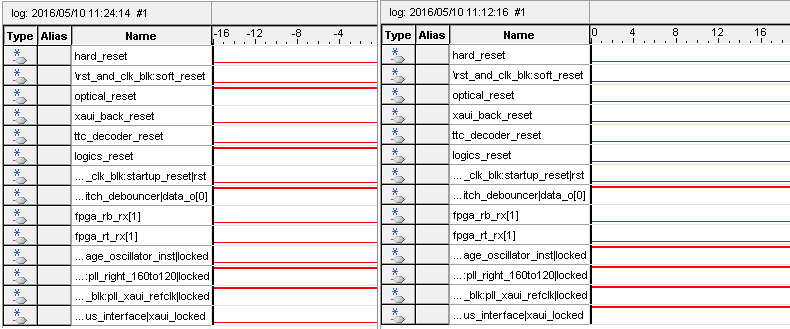 log: 2016/05/10 11:24:14 #1
Type Alias Name -16 -12 -8 -4
hard_reset
\rst_and_clk_blk:soft_reset
optical_reset
xaui_back_reset
ttc_decoder_reset
logics_reset
..._clk_blk:startup_reset|rst
...itch_debouncer|data_o[0]
fpga_rb_rx[1]
fpga_rt_rx[1]
...age_oscillator_inst|locked
...:pll_right_160to120|locked
..._blk:pll_xaui_refclk|locked
...us_interface|xaui_locked
log: 2016/05/10 11:12:16 #1
Type Alias Name 0 4 8 12 16
hard_reset
\rst_and_clk_blk:soft_reset
optical_reset
xaui_back_reset
ttc_decoder_reset
logics_reset
..._clk_blk:startup_reset|rst
...itch_debouncer|data_o[0]
fpga_rb_rx[1]
fpga_rt_rx[1]
...age_oscillator_inst|locked
...:pll_right_160to120|locked
..._blk:pll_xaui_refclk|locked
...us_interface|xaui_locked